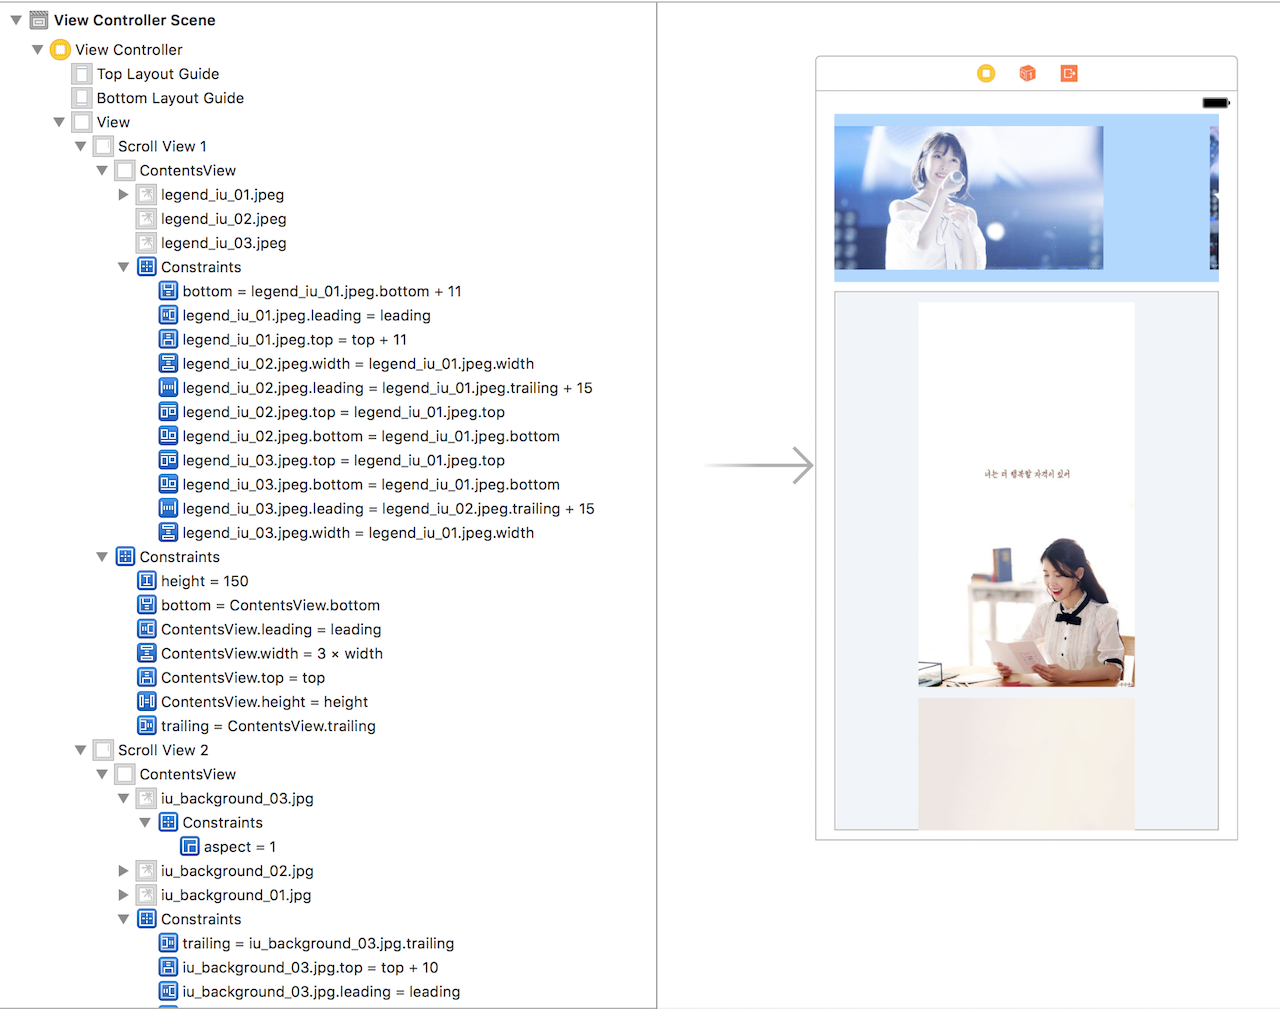 View Controller Scene
View Controller
Top Layout Guide
Bottom Layout Guide
View
Scroll View 1
ContentsView
legend_iu_01.jpeg
legend_iu_02.jpeg
legend_iu_03.jpeg
Constraints
bottom = legend_iu_01.jpeg.bottom + 11
legend_iu_01.jpeg.leading = leading
legend_iu_01.jpeg.top = top + 11
legend_iu_02.jpeg.width = legend_iu_01.jpeg.width
legend_iu_02.jpeg.leading = legend_iu_01.jpeg.trailing + 15
legend_iu_02.jpeg.top = legend_iu_01.jpeg.top
legend_iu_02.jpeg.bottom = legend_iu_01.jpeg.bottom
legend_iu_03.jpeg.top = legend_iu_01.jpeg.top
legend_iu_03.jpeg.bottom = legend_iu_01.jpeg.bottom
legend_iu_03.jpeg.leading = legend_iu_02.jpeg.trailing + 15
legend_iu_03.jpeg.width = legend_iu_01.jpeg.width
Constraints
height = 150
bottom = ContentsView.bottom
ContentsView.leading = leading
ContentsView.width = 3 × width
ContentsView.top = top
ContentsView.height = height
trailing = ContentsView.trailing
Scroll View 2
ContentsView
iu_background_03.jpg
Constraints
aspect = 1
iu_background_02.jpg
iu_background_01.jpg
Constraints
trailing = iu_background_03.jpg.trailing
iu_background_03.jpg.top = top + 10
iu_background_03.jpg.leading = leading
너는 더 행복할 자격이 있어